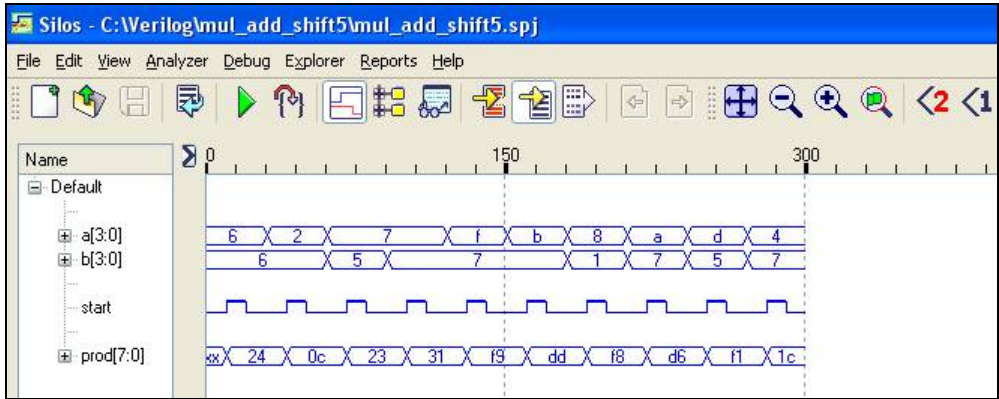 Silos - C:\Verilog\mul_add_shift5\mul_add_shift5.spj
File Edit View Analyzer Debug Explorer Reports Help
2 1
Name Σ 0 150 300
Default
a[3:0] 6 2 7 f b 8 a d 4
b[3:0] 6 5 7 1 7 5 7
start
prod[7:0] xx 24 0c 23 31 f9 dd f8 d6 f1 1c